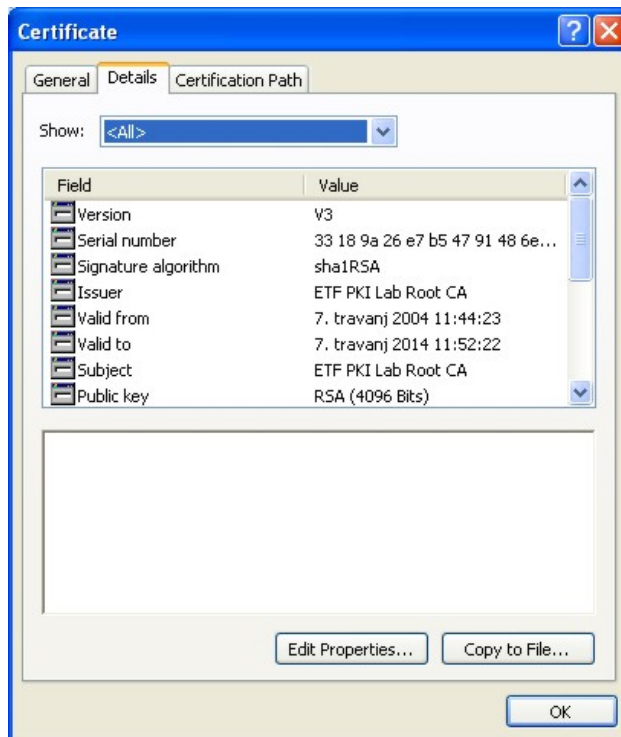 Certificate
General Details Certification Path
Show: <All>
Field Value
Version V3
Serial number 33 18 9a 26 e7 b5 47 91 48 6e...
Signature algorithm sha1RSA
Issuer ETF PKI Lab Root CA
Valid from 7. travanj 2004 11:44:23
Valid to 7. travanj 2014 11:52:22
Subject ETF PKI Lab Root CA
Public key RSA (4096 Bits)
Edit Properties... Copy to File...
OK